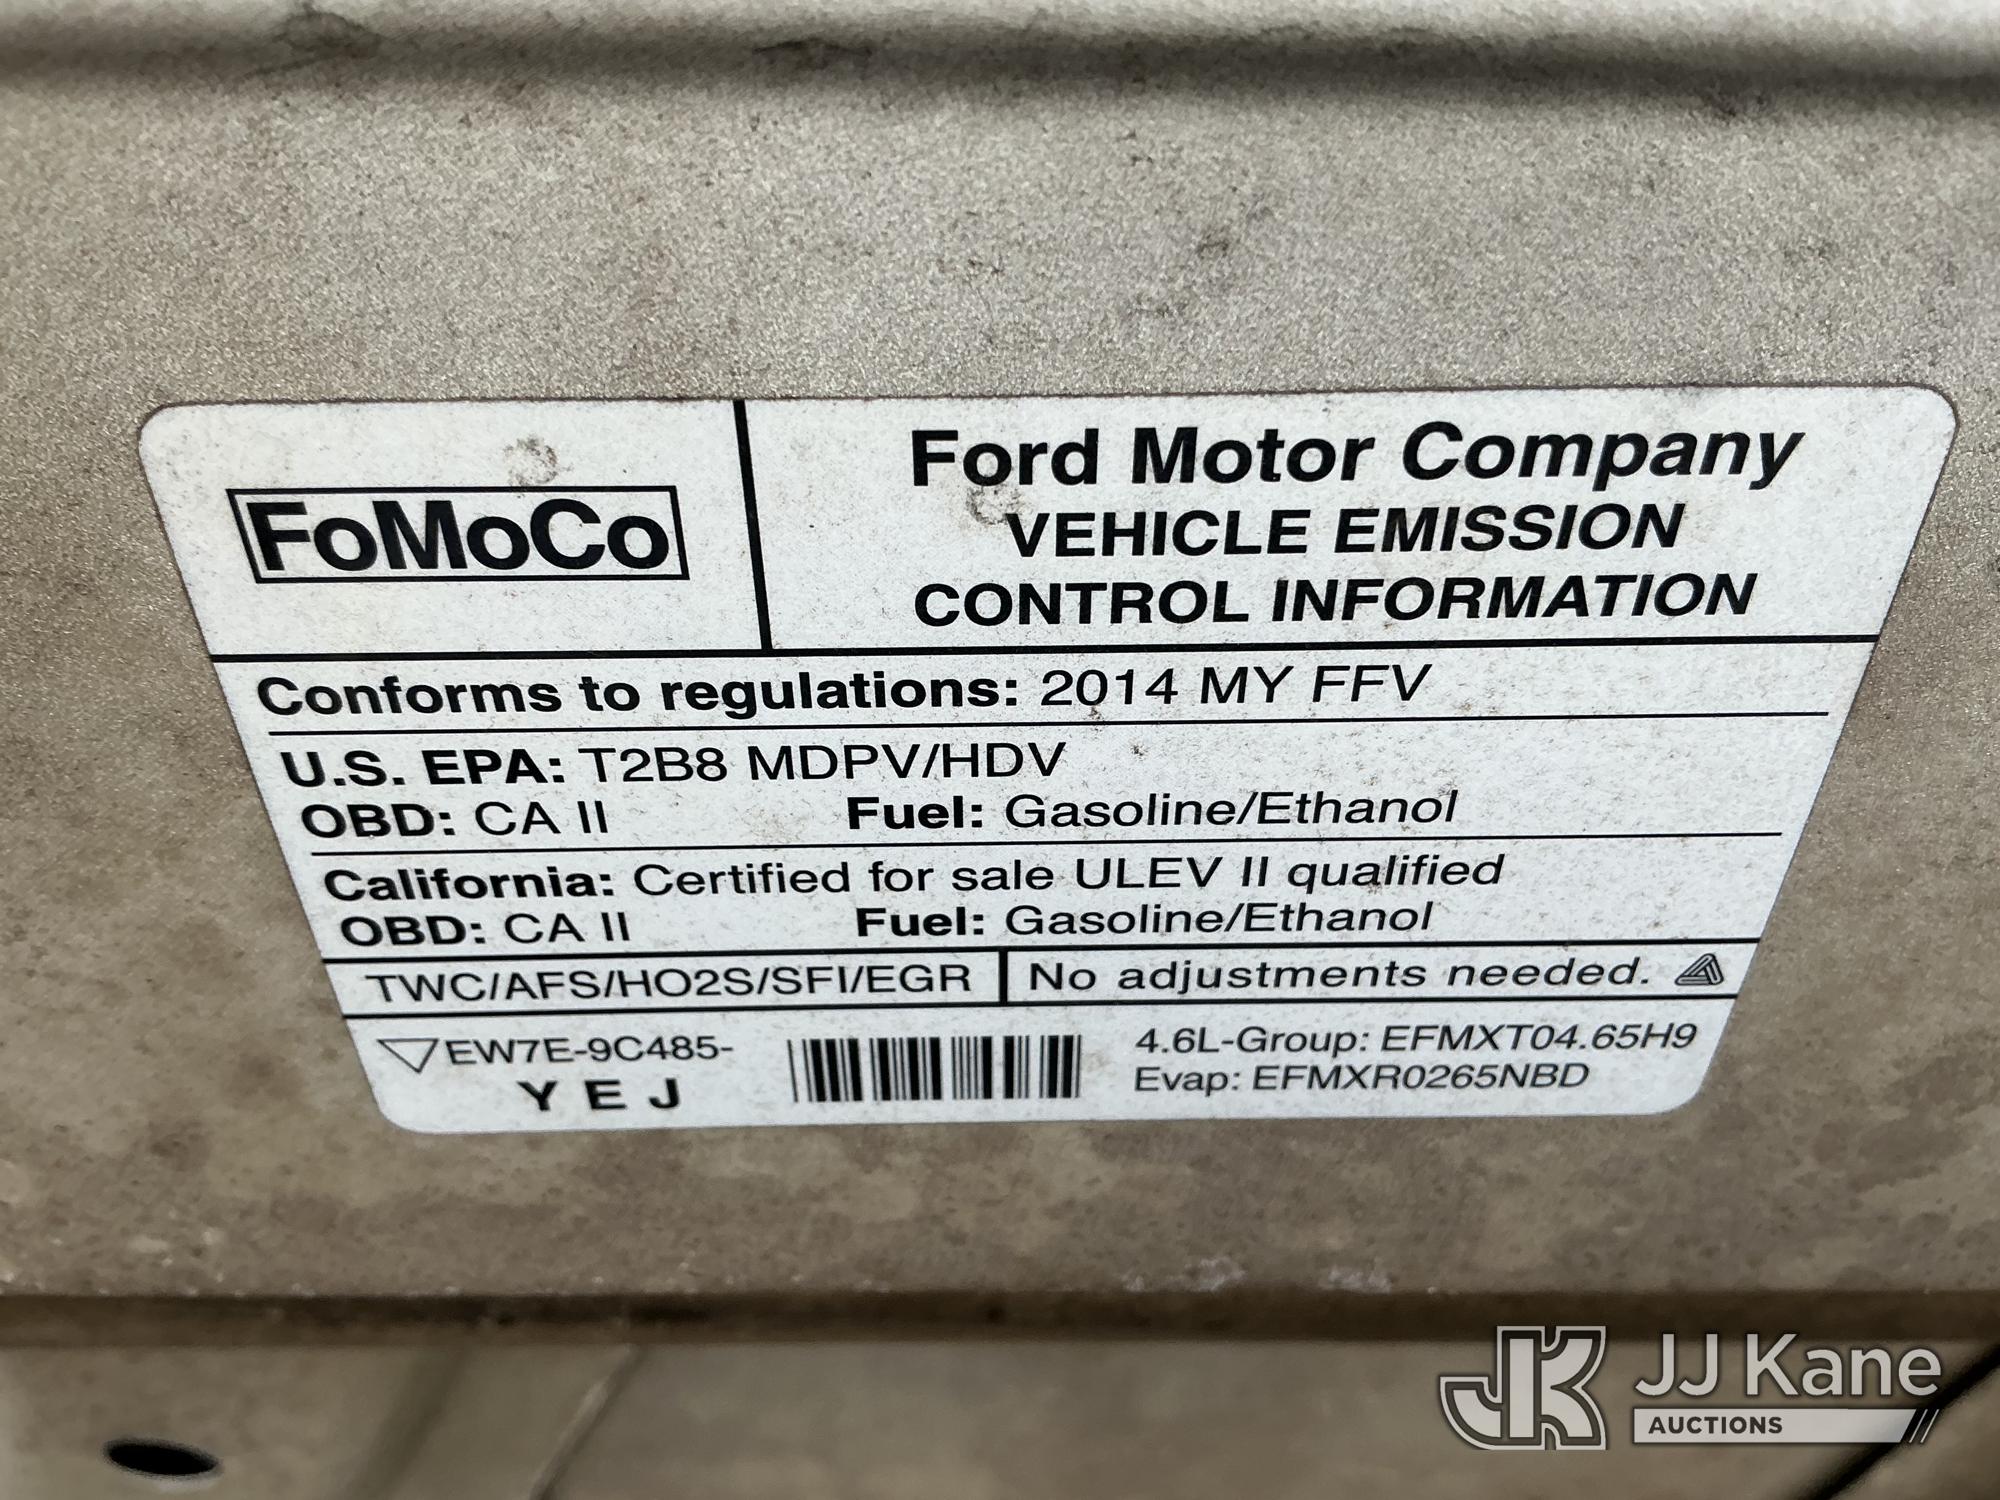 FoMoCo
Ford Motor Company
VEHICLE EMISSION
CONTROL INFORMATION
Conforms to regulations: 2014 MY FFV
U.S. EPA: T2B8 MDPV/HDV
OBD: CA II Fuel: Gasoline/Ethanol
California: Certified for sale ULEV II qualified
OBD: CA II Fuel: Gasoline/Ethanol
TWC/AFS/HO2S/SFI/EGR No adjustments needed.
EW7E-9C485-
YEJ
4.6L-Group: EFMXT04.65H9
Evap: EFMXR0265NBD
JK JJ Kane
AUCTIONS